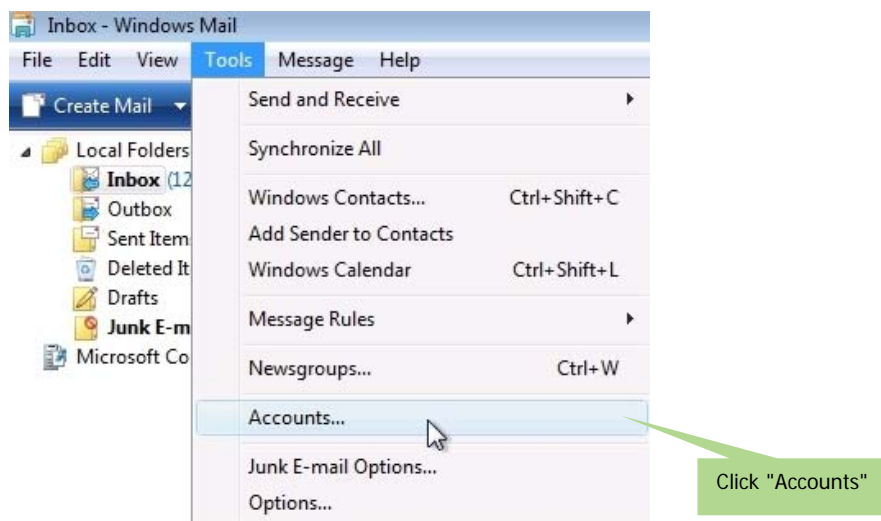 Inbox - Windows Mail
File Edit View Tools Message Help
Create Mail
Send and Receive
Local Folders
Synchronize All
Inbox (12
Windows Contacts... Ctrl+Shift+C
Outbox
Add Sender to Contacts
Sent Item
Deleted It
Windows Calendar Ctrl+Shift+L
Drafts
Message Rules
Junk E-m
Microsoft Co
Newsgroups... Ctrl+W
Accounts...
Junk E-mail Options...
Click "Accounts"
Options...